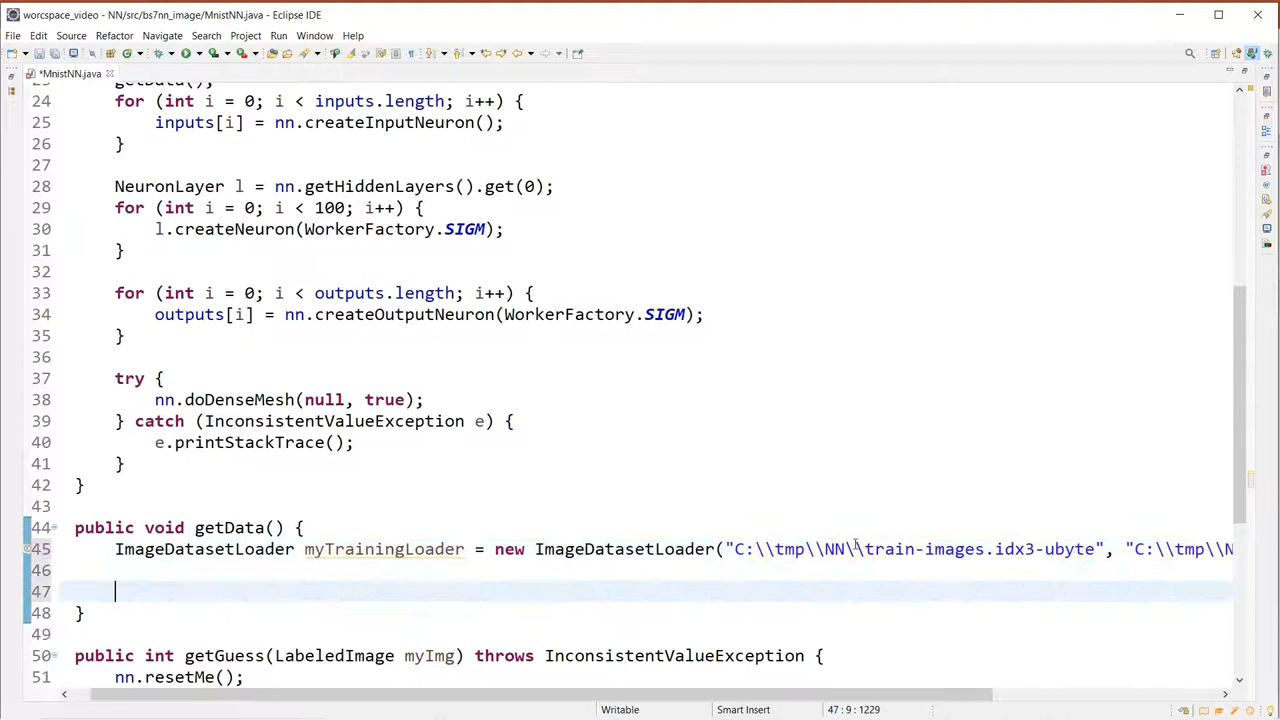 worcspace_video - NN/src/bs7nn_image/MnistNN.java - Eclipse IDE
File Edit Source Refactor Navigate Search Project Run Window Help
*MnistNN.java
23 getData();
24 for (int i = 0; i < inputs.length; i++) {
25 inputs[i] = nn.createInputNeuron();
26 }
27
28 NeuronLayer l = nn.getHiddenLayers().get(0);
29 for (int i = 0; i < 100; i++) {
30 l.createNeuron(WorkerFactory.SIGM);
31 }
32
33 for (int i = 0; i < outputs.length; i++) {
34 outputs[i] = nn.createOutputNeuron(WorkerFactory.SIGM);
35 }
36
37 try {
38 nn.doDenseMesh(null, true);
39 } catch (InconsistentValueException e) {
40 e.printStackTrace();
41 }
42 }
43
44 public void getData() {
45 ImageDatasetLoader myTrainingLoader = new ImageDatasetLoader("C:\\tmp\\NN\\train-images.idx3-ubyte", "C:\\tmp\\N
46
47
48 }
49
50 public int getGuess(LabeledImage myImg) throws InconsistentValueException {
51 nn.resetMe();
Writable Smart Insert 47 : 9 : 1229